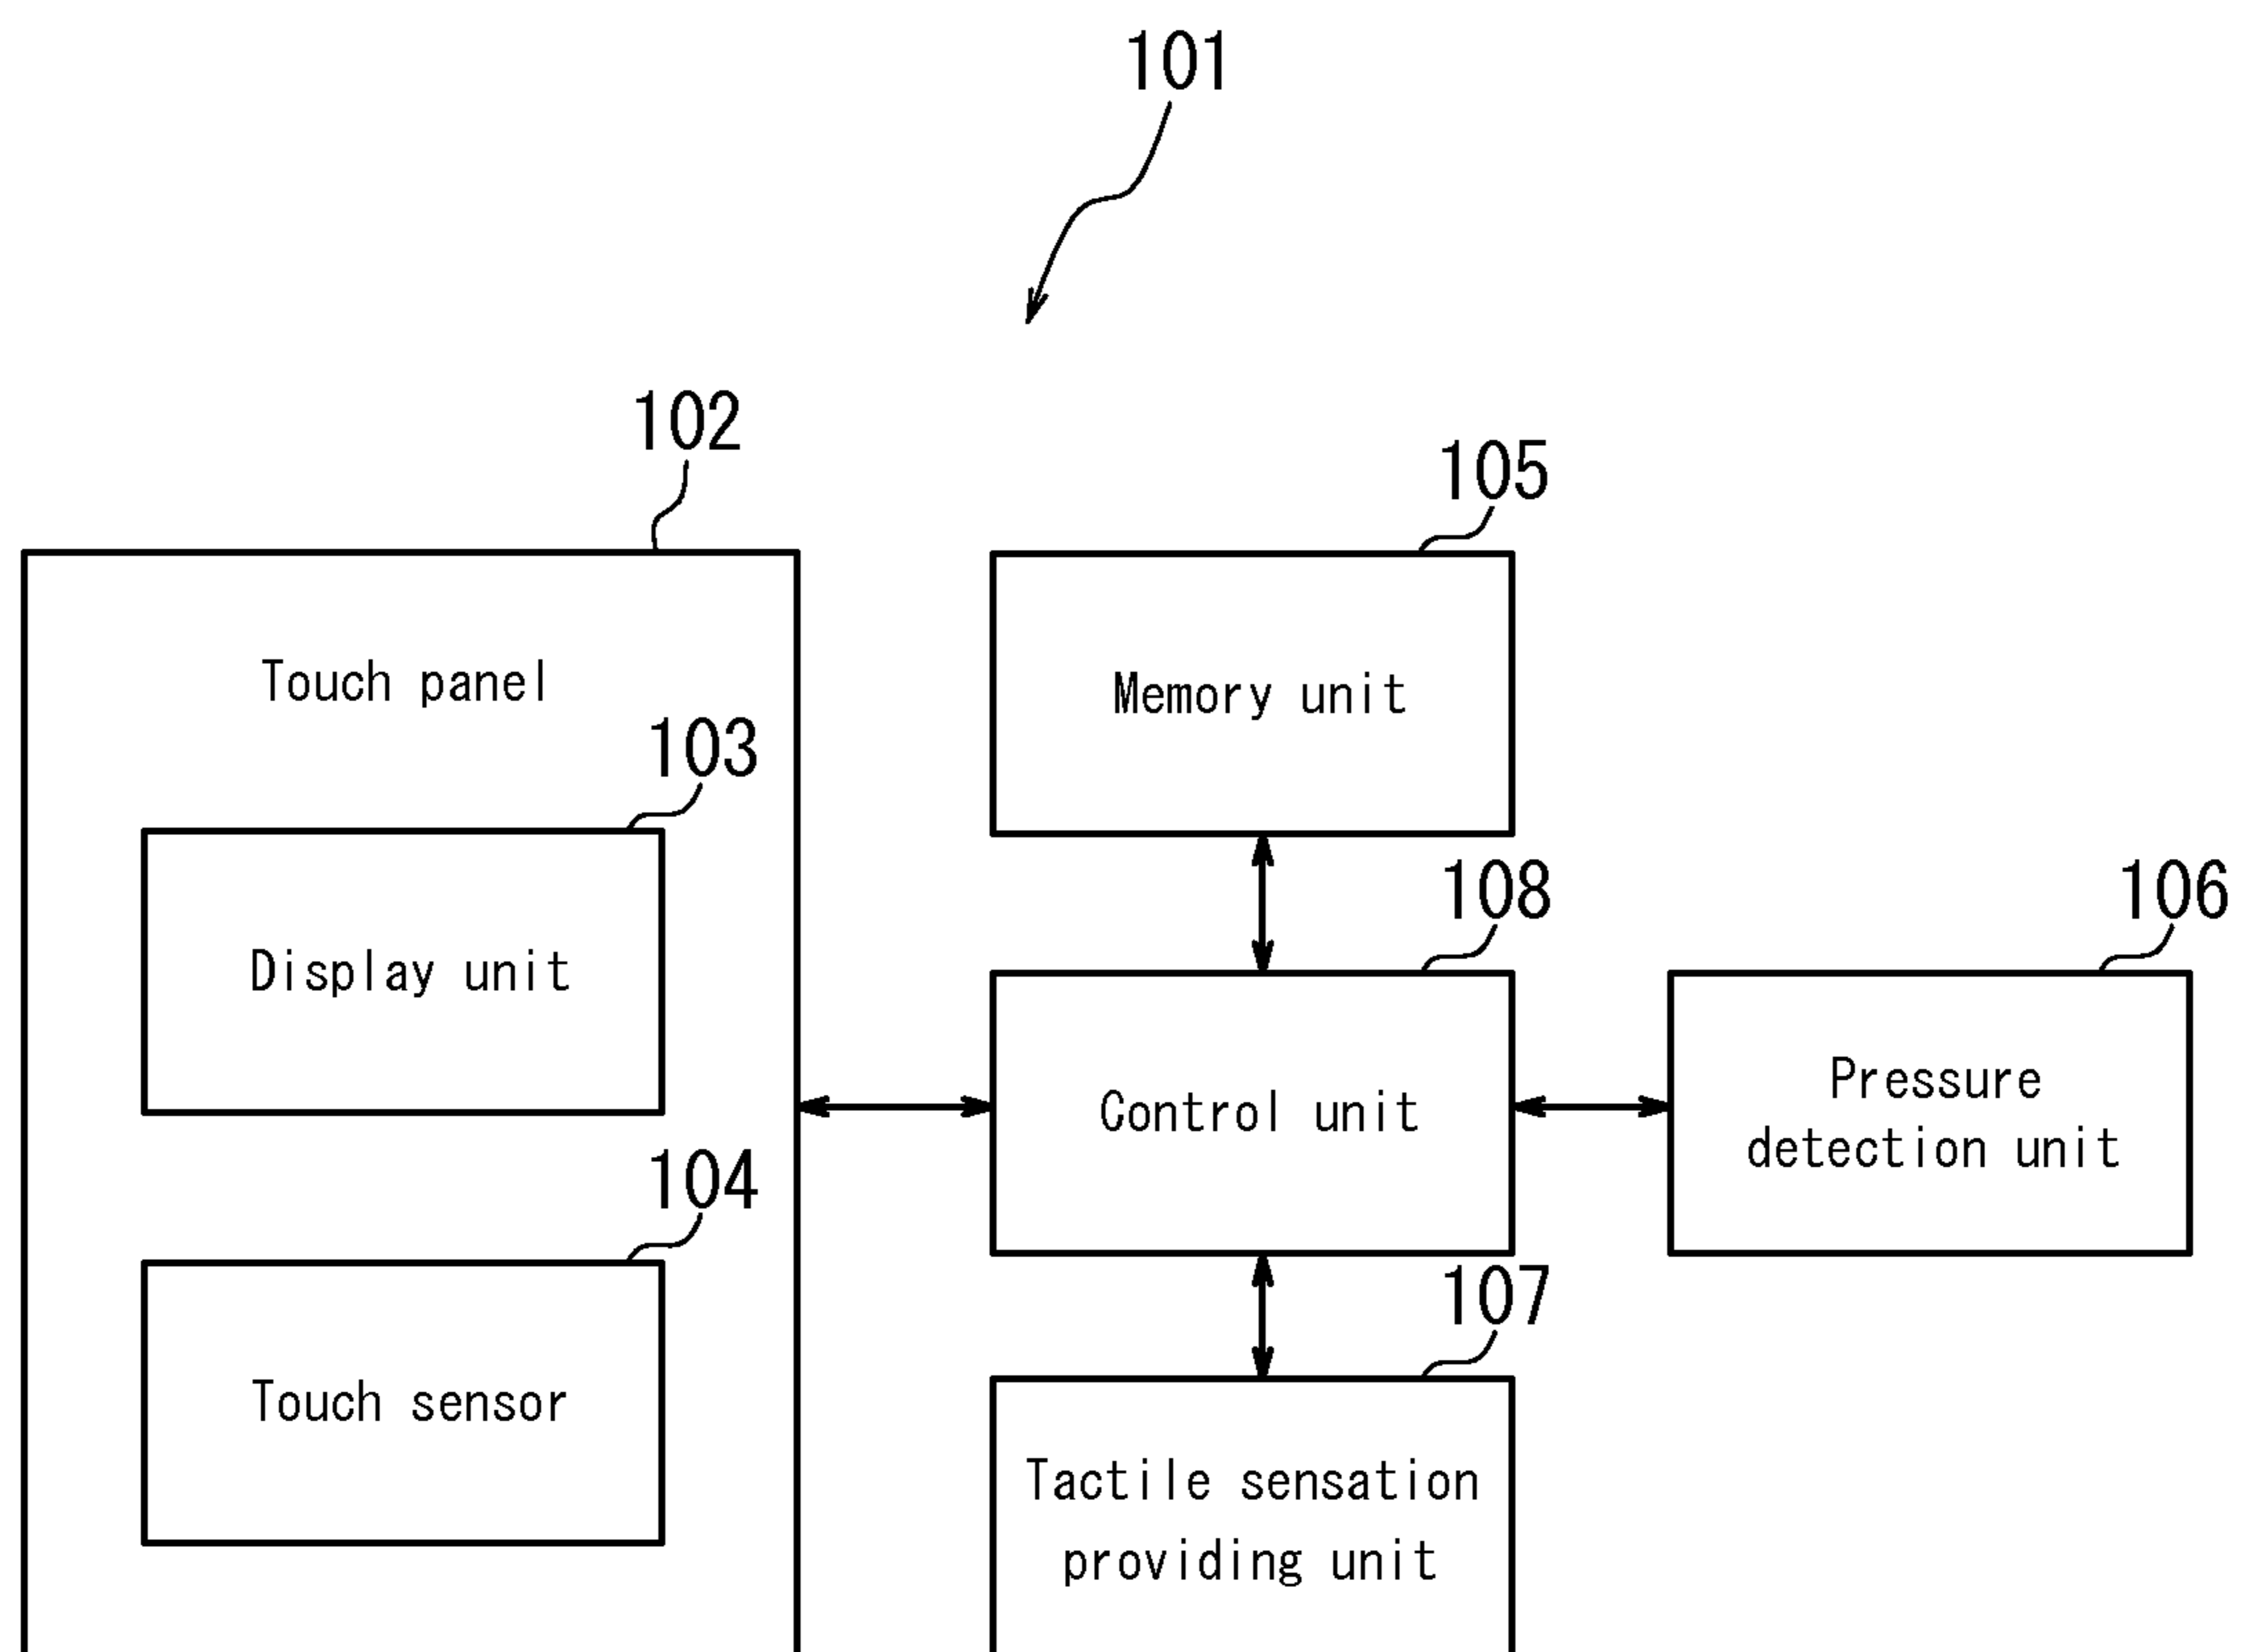 101
102
105
Touch panel
Memory unit
103
108
106
Display unit
Control unit
Pressure
detection unit
104
107
Touch sensor
Tactile sensation
providing unit